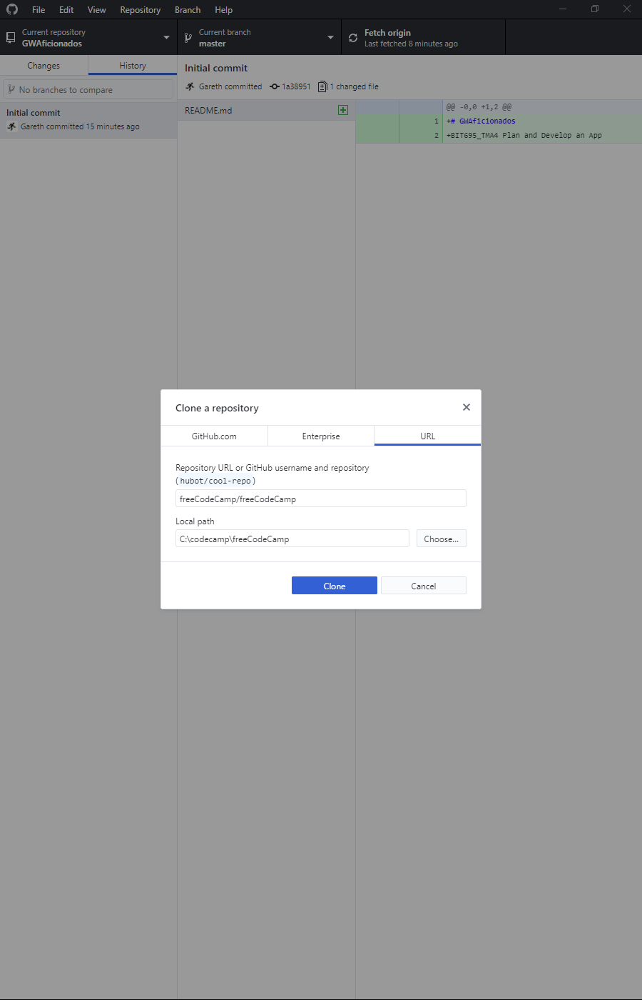 File Edit View Repository Branch Help
Current repository
GWAficionados
Current branch
master
Fetch origin
Last fetched 8 minutes ago
Changes
History
No branches to compare
Initial commit
Gareth committed 15 minutes ago
Initial commit
Gareth committed 1a38951 1 changed file
README.md
@@ -0,0 +1,2 @@
1 +# GWAficionados
2 +BIT695_TMA4 Plan and Develop an App
Clone a repository
GitHub.com
Enterprise
URL
Repository URL or GitHub username and repository
(hubot/cool-repo)
freeCodeCamp/freeCodeCamp
Local path
C:\codecamp\freeCodeCamp
Choose...
Clone
Cancel